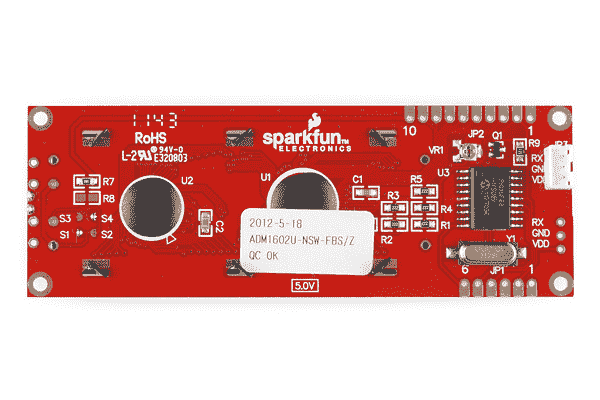 1143
RoHS
L-2 94V-0
E320803
sparkfun™
ELECTRONICS
10
1
JP2
Q1
R9
VR1
RX
GND
U3
R7
R8
U2
U1
C1
R5
R3
R4
R2
R1
S3
S4
S1
S2
C2
2012-5-18
ADM1602U-NSW-FBS/Z
QC OK
RX
GND
VDD
Y1
6
JP1
1
5.0V